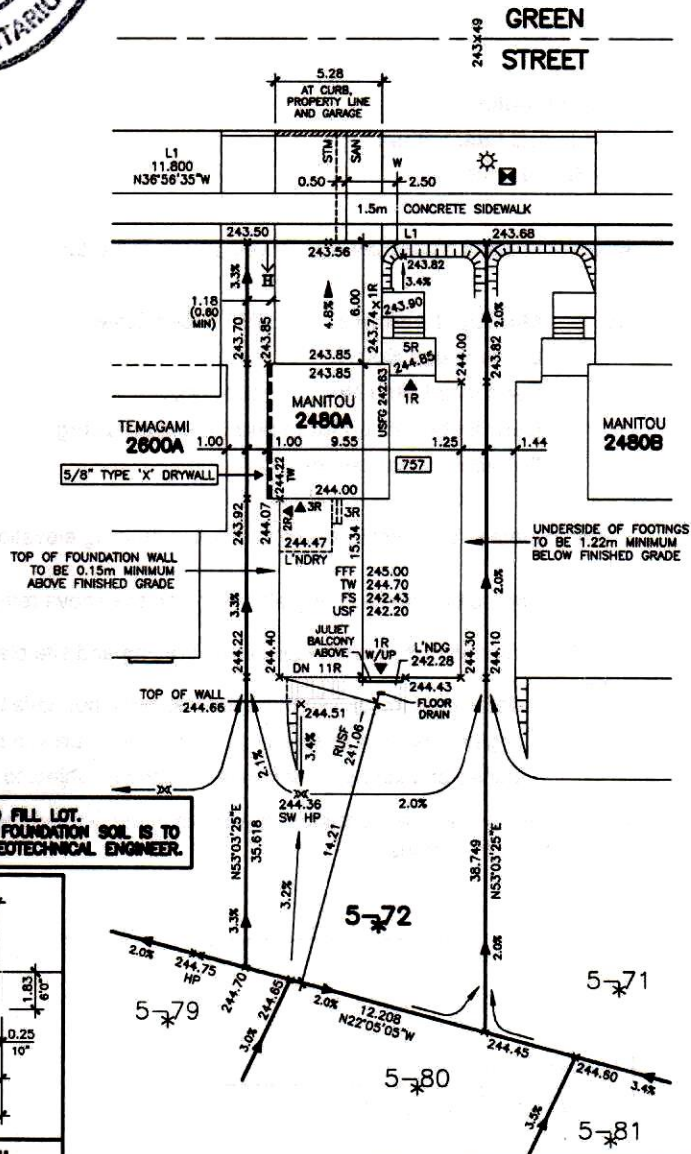 TARIO
GREEN
STREET
243x49
5.28
AT CURB,
PROPERTY LINE
AND GARAGE
L1
11.800
N36°56'35"W
STM
SAN
W
0.50
2.50
1.5m CONCRETE SIDEWALK
243.50
243.56
L1
243.68
243.82
3.3%
H
3.4%
1.18
(0.60
MIN)
4.8%
6.00
243.74 x 1R
243.90
2.0%
243.70
243.85
5R
244.85
244.00
243.82
243.85
243.85
1R
TEMAGAMI
2600A
MANITOU
2480A
USFG 242.63
MANITOU
2480B
1.00
1.00
9.55
1.25
1.44
757
5/8" TYPE 'X' DRYWALL
244.22
TW
244.00
243.92
244.07
2R
3R
3R
244.47
L'NDRY
15.34
UNDERSIDE OF FOOTINGS
TO BE 1.22m MINIMUM
BELOW FINISHED GRADE
TOP OF FOUNDATION WALL
TO BE 0.15m MINIMUM
ABOVE FINISHED GRADE
FFF 245.00
TW 244.70
FS 242.43
USF 242.20
3.3%
2.0%
244.22
244.40
JULIET
BALCONY
ABOVE
1R
W/UP
L'NDG
242.28
244.30
244.10
DN 11R
244.43
TOP OF WALL
244.66
244.51
FLOOR
DRAIN
RUSF
241.06
3.4%
2.1%
244.36
SW HP
2.0%
FILL LOT.
FOUNDATION SOIL IS TO
EOTECHNICAL ENGINEER.
N53°03'25"E
35.618
14.21
38.749
N53°03'25"E
3.2%
3.3%
5-72
2.0%
2.0%
244.75
HP
244.70
244.65
2.0%
12.208
N22°05'05"W
5-71
1.83
6'0"
5-79
0.25
10"
3.0%
244.45
5-80
244.60
3.4%
3.5%
5-81